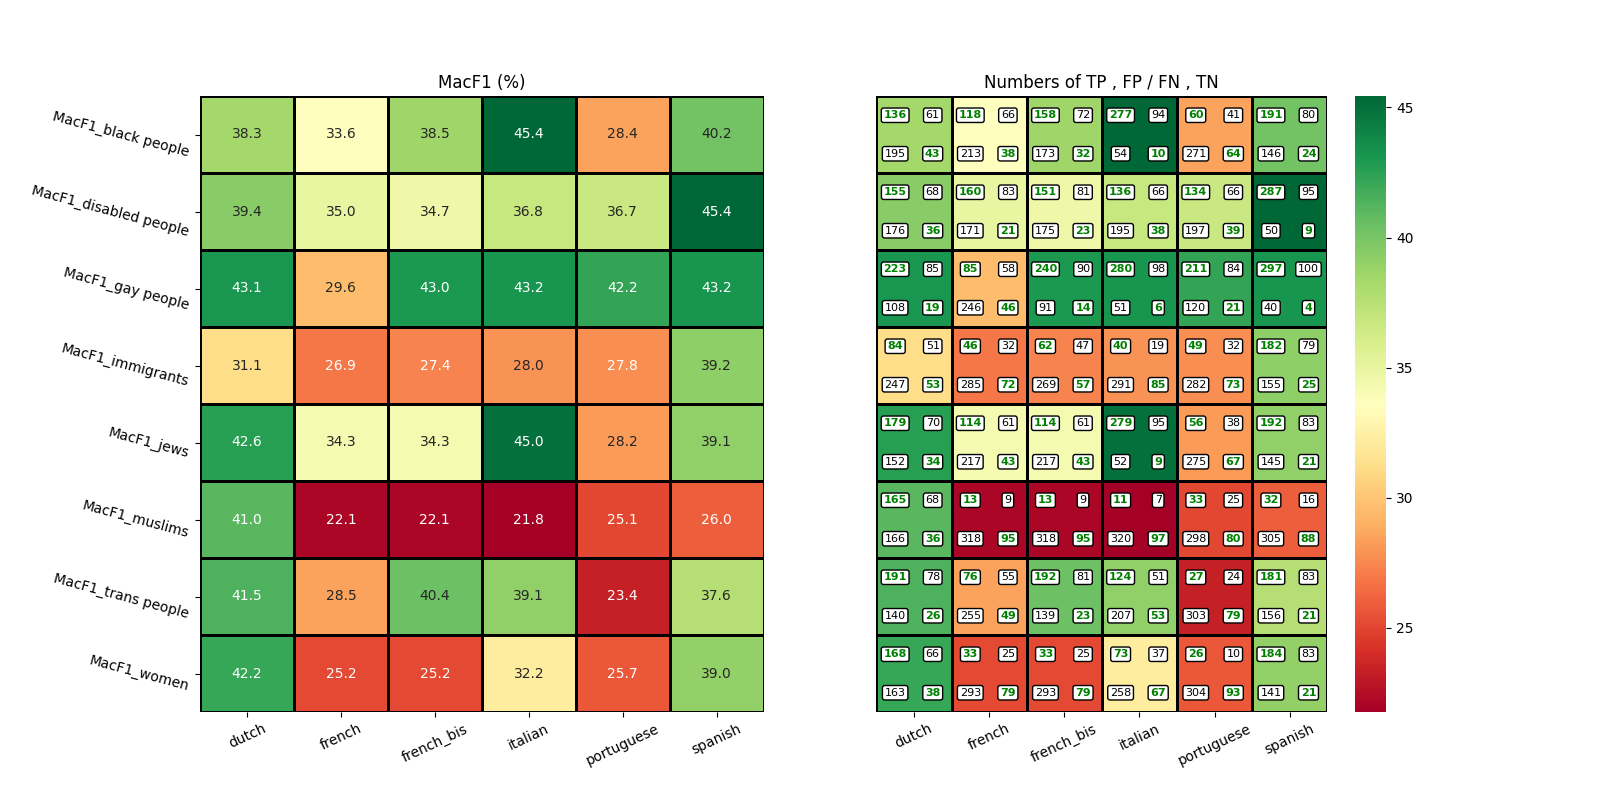 MacF1 (%)
Numbers of TP , FP / FN , TN
MacF1_black people 38.3 33.6 38.5 45.4 28.4 40.2
136 61 118 66 158 72 277 94 60 41 191 80
195 43 213 38 173 32 54 10 271 64 146 24
MacF1_disabled people 39.4 35.0 34.7 36.8 36.7 45.4
155 68 160 83 151 81 136 66 134 66 287 95
176 36 171 21 175 23 195 38 197 39 50 9
MacF1_gay people 43.1 29.6 43.0 43.2 42.2 43.2
223 85 85 58 240 90 280 98 211 84 297 100
108 19 246 46 91 14 51 6 120 21 40 4
MacF1_immigrants 31.1 26.9 27.4 28.0 27.8 39.2
84 51 46 32 62 47 40 19 49 32 182 79
247 53 285 72 269 57 291 85 282 73 155 25
MacF1_jews 42.6 34.3 34.3 45.0 28.2 39.1
179 70 114 61 114 61 279 95 56 38 192 83
152 34 217 43 217 43 52 9 275 67 145 21
MacF1_muslims 41.0 22.1 22.1 21.8 25.1 26.0
165 68 13 9 13 9 11 7 33 25 32 16
166 36 318 95 318 95 320 97 298 80 305 88
MacF1_trans people 41.5 28.5 40.4 39.1 23.4 37.6
191 78 76 55 192 81 124 51 27 24 181 83
140 26 255 49 139 23 207 53 303 79 156 21
MacF1_women 42.2 25.2 25.2 32.2 25.7 39.0
168 66 33 25 33 25 73 37 26 10 184 83
163 38 293 79 293 79 258 67 304 93 141 21
dutch french french_bis italian portuguese spanish
dutch french french_bis italian portuguese spanish
45
40
35
30
25